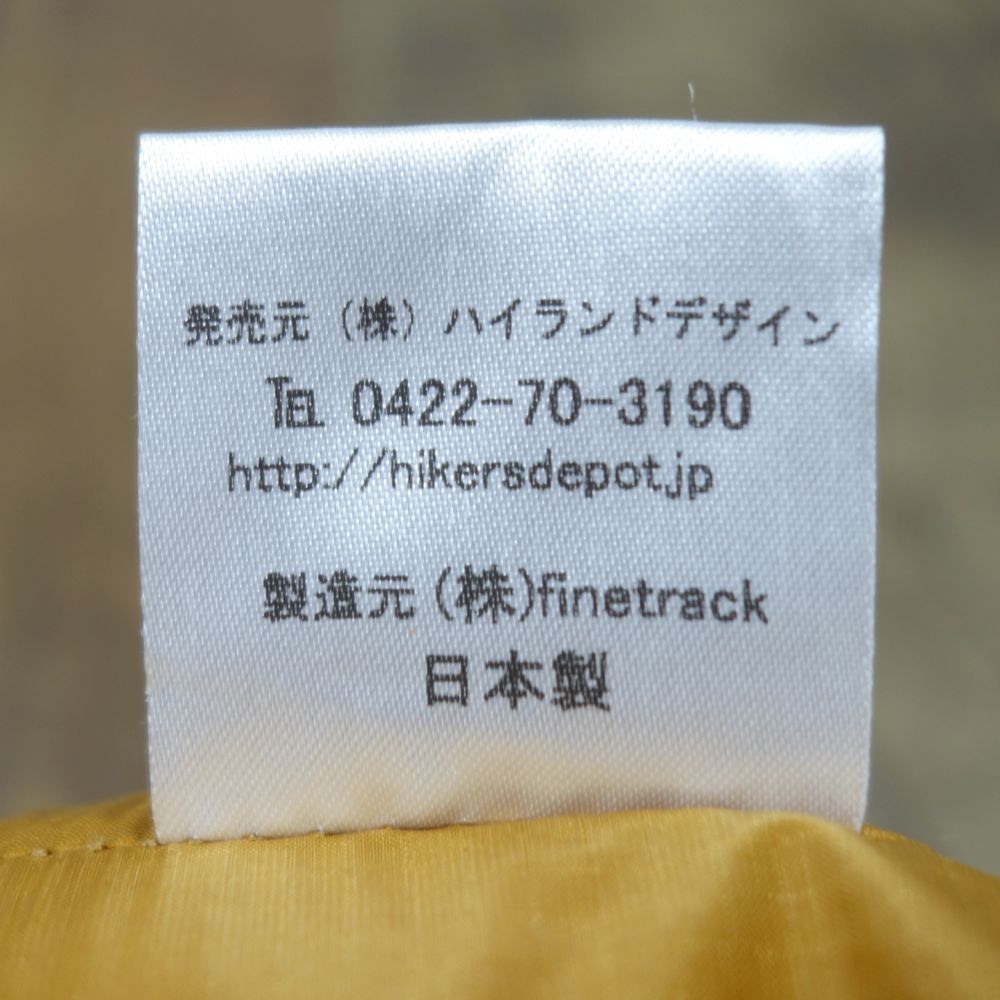 発売元（株）ハイランドデザイン
TEL 0422-70-3190
http://hikersdepot.jp
製造元(株)finetrack
日本製